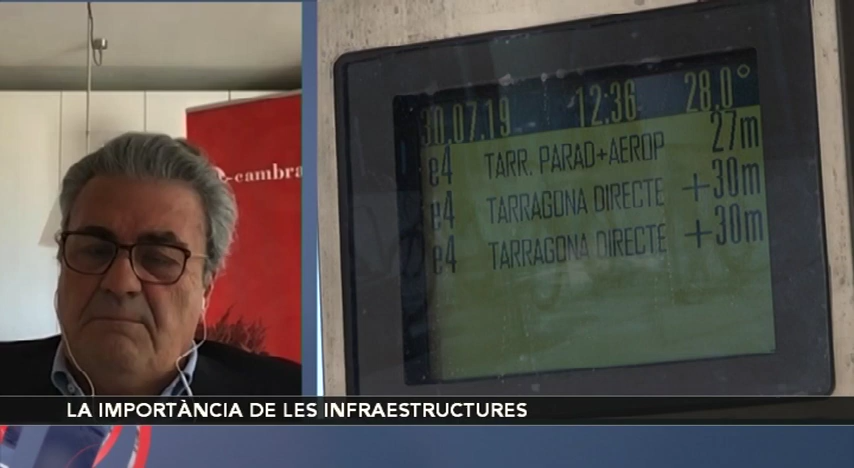 -cambra
30.07.19 12:36 28.0°
e4 TARR. PARAD+AEROP 27m
e4 TARRAGONA DIRECTE +30m
e4 TARRAGONA DIRECTE +30m
LA IMPORTÀNCIA DE LES INFRAESTRUCTURES